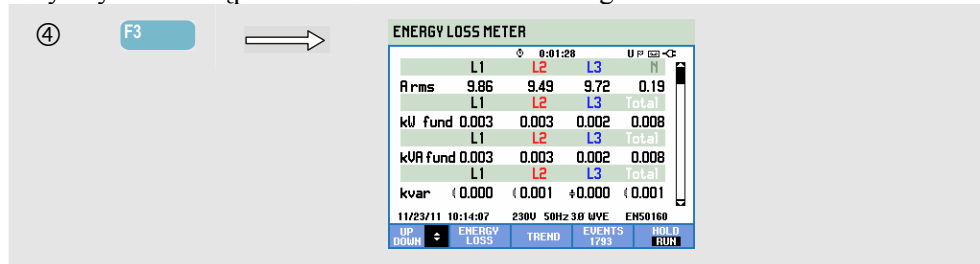 ④ F3
ENERGY LOSS METER
0:01:28 U
L1 L2 L3 N
A rms 9.86 9.49 9.72 0.19
L1 L2 L3 Total
kW fund 0.003 0.003 0.002 0.008
L1 L2 L3 Total
kVA fund 0.003 0.003 0.002 0.008
L1 L2 L3 Total
kvar 0.000 0.001 0.000 0.001
11/23/11 10:14:07 230V 50Hz 3Ø WYE EN50160
UP DOWN ENERGY LOSS TREND EVENTS 1793 HOLD RUN